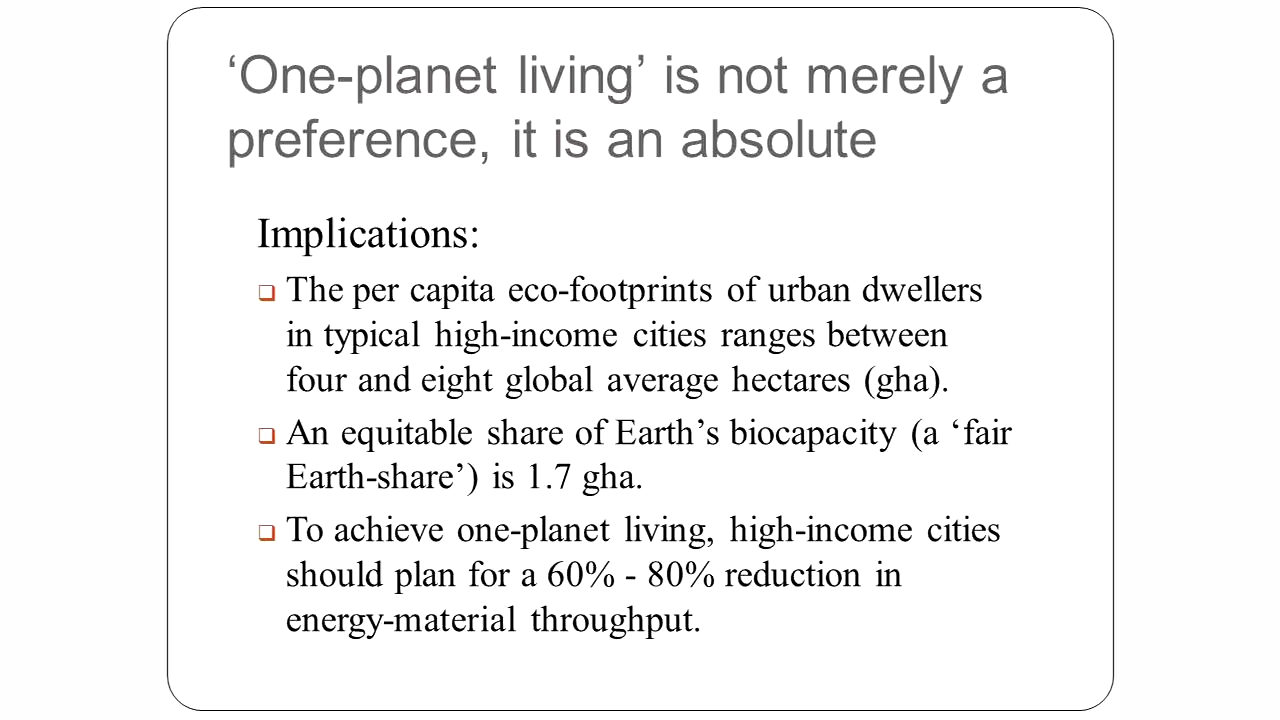 ‘One-planet living’ is not merely a
preference, it is an absolute
Implications:
❑ The per capita eco-footprints of urban dwellers
in typical high-income cities ranges between
four and eight global average hectares (gha).
❑ An equitable share of Earth’s biocapacity (a ‘fair
Earth-share’) is 1.7 gha.
❑ To achieve one-planet living, high-income cities
should plan for a 60% - 80% reduction in
energy-material throughput.